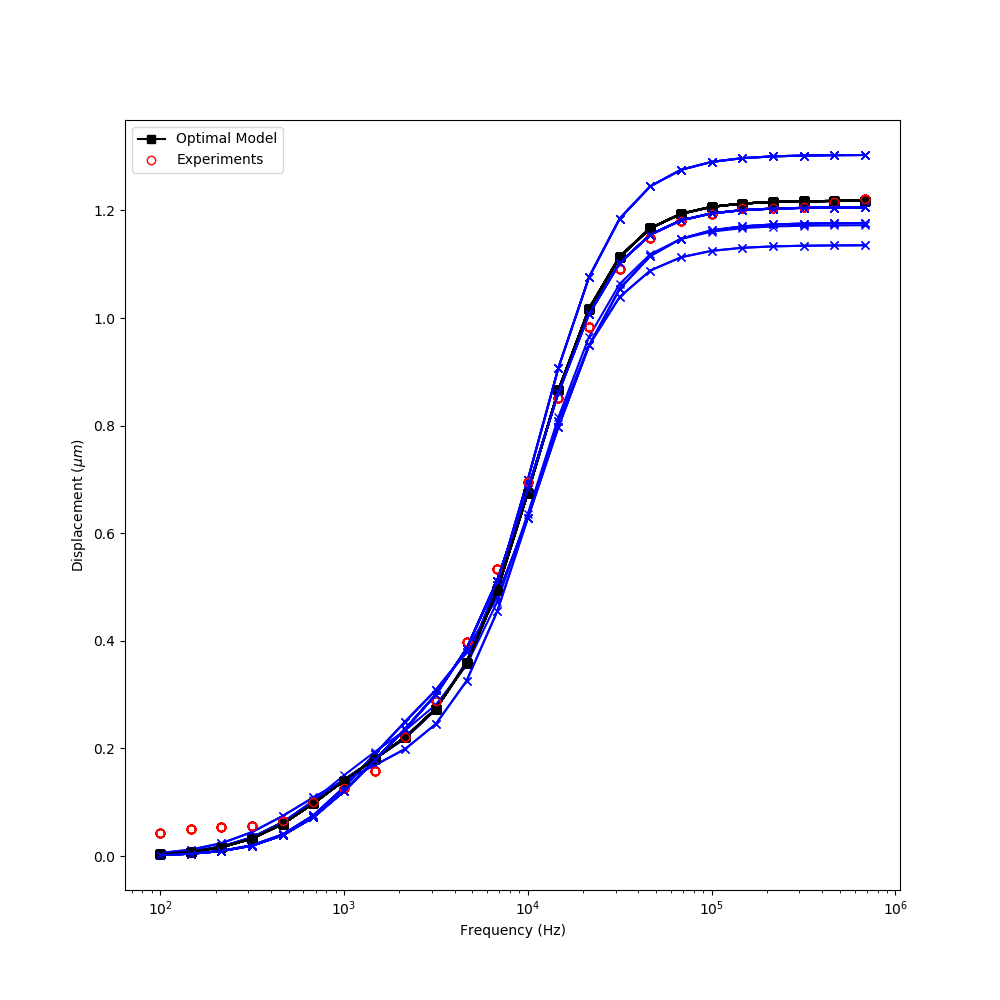 Optimal Model
Experiments
1.2
1.0
0.8
0.6
0.4
0.2
0.0
Displacement (μm)
10² 10³ 10⁴ 10⁵ 10⁶
Frequency (Hz)